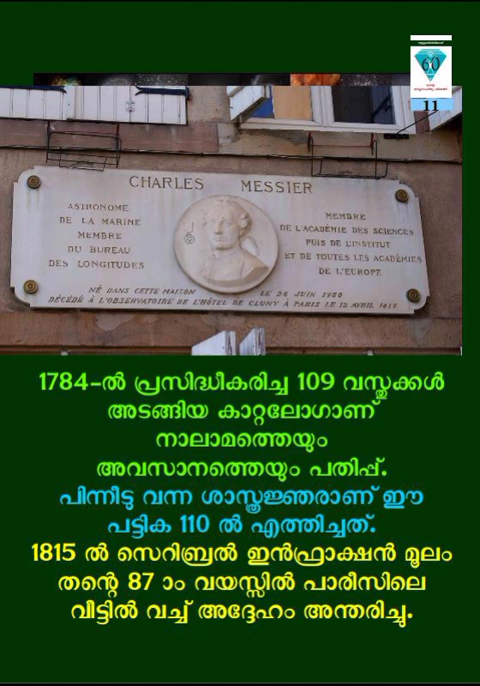 60
11
CHARLES MESSIER
ASTRONOME
DE LA MARINE
MEMBRE
DU BUREAU
DES LONGITUDES
MEMBRE
DE L'ACADÉMIE DES SCIENCES
PUIS DE L'INSTITUT
ET DE TOUTES LES ACADÉMIES
DE L'EUROPE
NÉ DANS CETTE MAISON LE 26 JUIN 1730
DÉCÉDÉ À L'OBSERVATOIRE DE L'HÔTEL DE CLUNY À PARIS LE 12 AVRIL 1817
1784-ൽ പ്രസിദ്ധീകരിച്ച 109 വസ്തുക്കൾ
അടങ്ങിയ കാറ്റലോഗാണ്
നാലാമത്തെയും
അവസാനത്തെയും പതിപ്പ്.
പിന്നീടു വന്ന ശാസ്ത്രജ്ഞരാണ് ഈ
പട്ടിക 110 ൽ എത്തിച്ചത്.
1815 ൽ സെറിബ്രൽ ഇൻഫ്രാക്ഷൻ മൂലം
തന്റെ 87 ാം വയസ്സിൽ പാരീസിലെ
വീട്ടിൽ വച്ച് അദ്ദേഹം അന്തരിച്ചു.